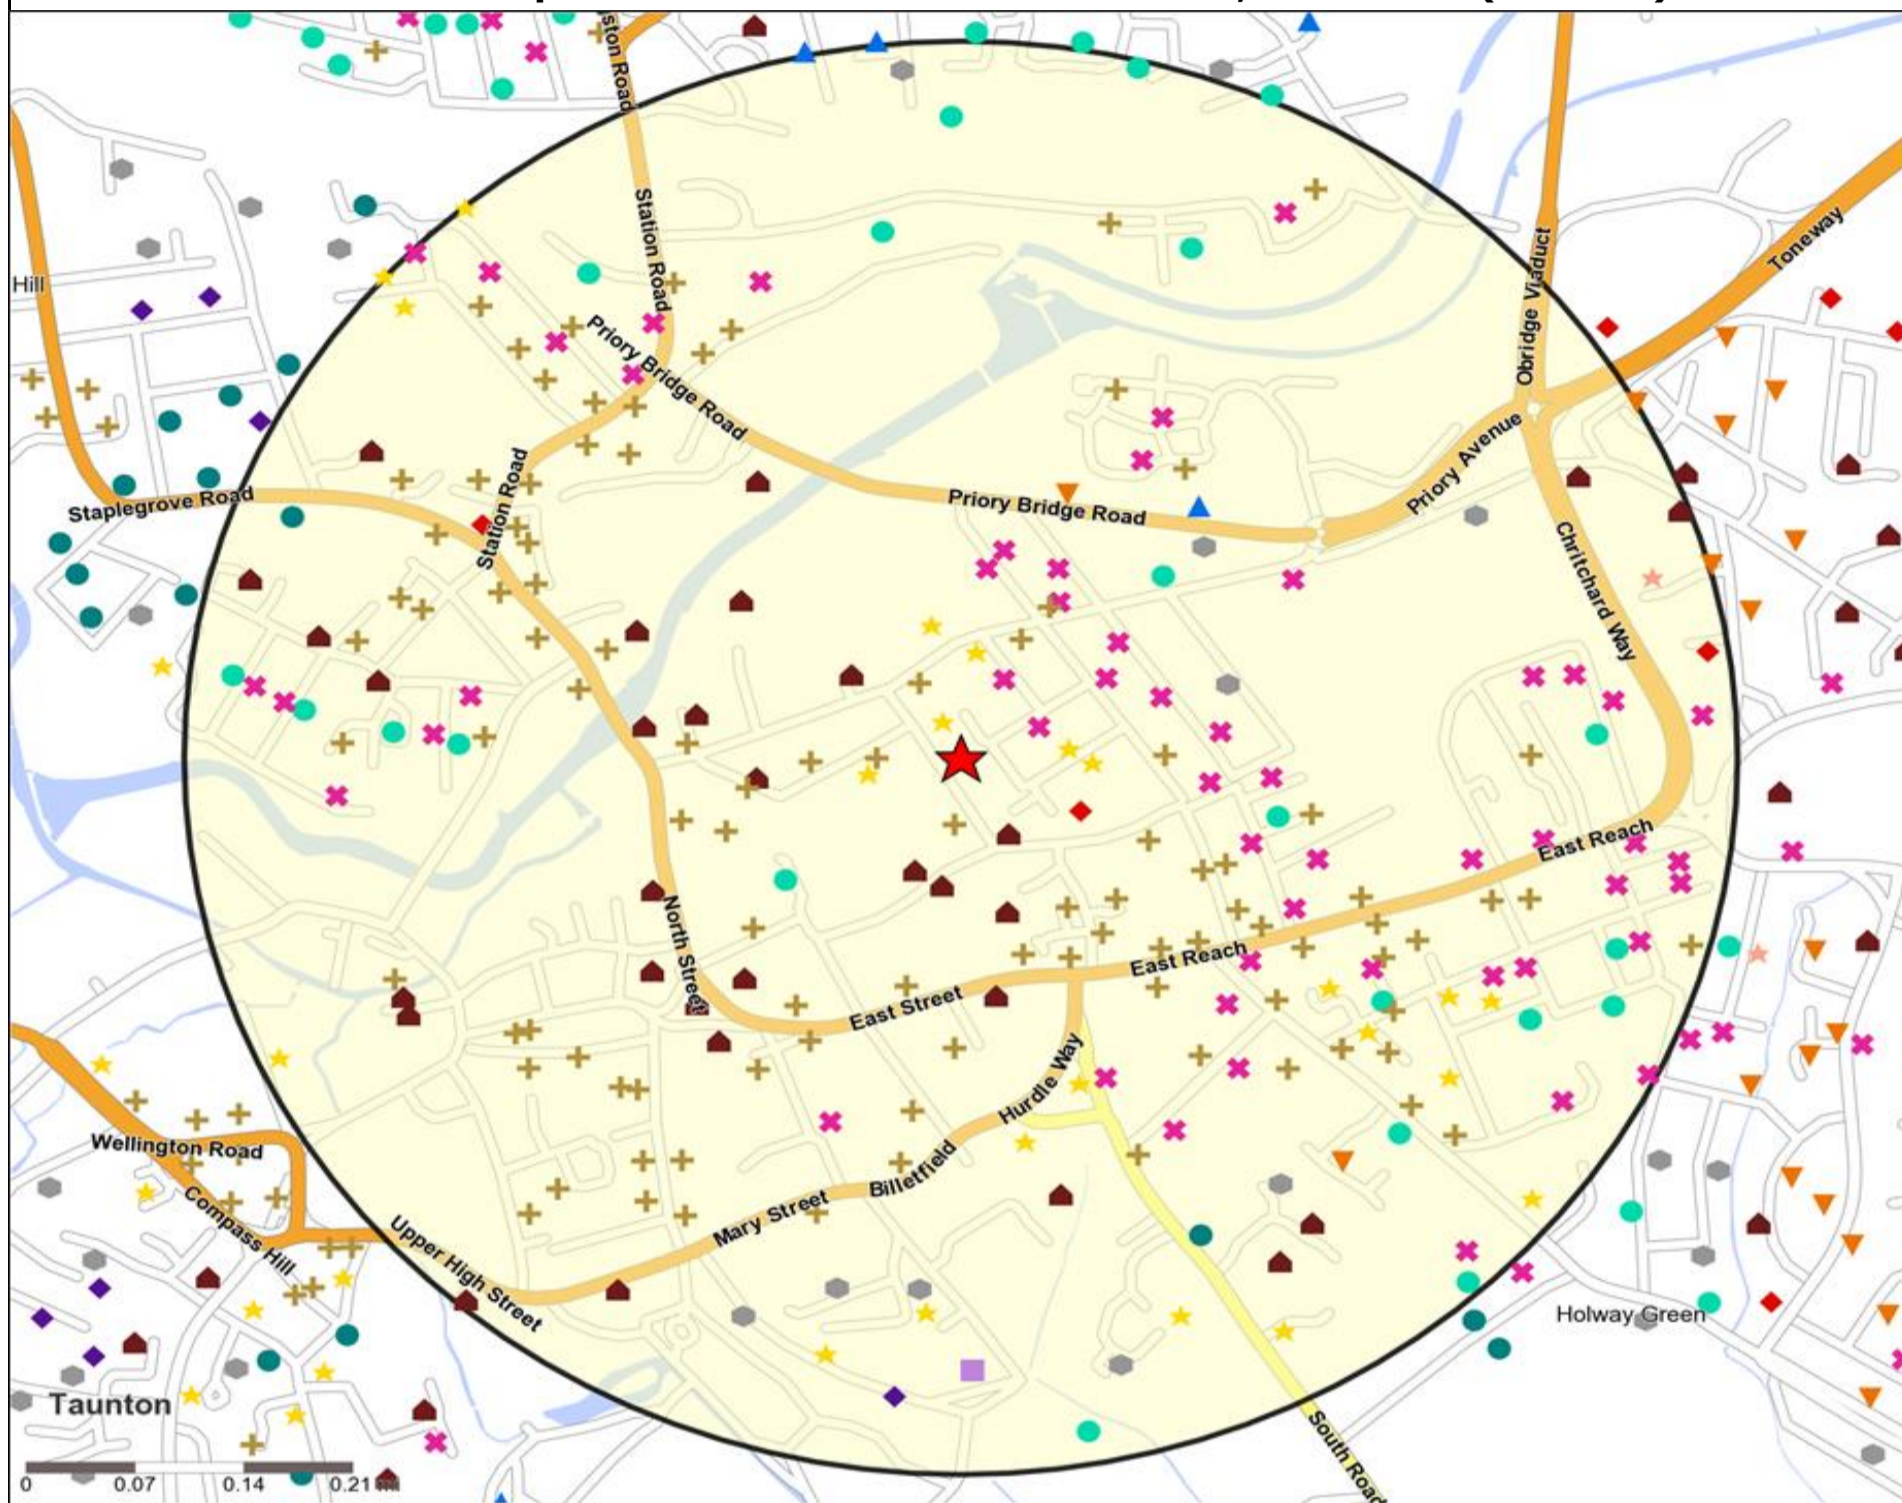 Station Road
Hill
Toneway
Obridge Viaduct
Priory Bridge Road
Priory Avenue
Staplegrove Road
Station Road
Priory Bridge Road
Chritchard Way
East Reach
North Street
East Reach
East Street
Hurdle Way
Wellington Road
Billetfield
Compass Hill
Mary Street
Upper High Street
Holway Green
Taunton
South Road
0 0.07 0.14 0.21